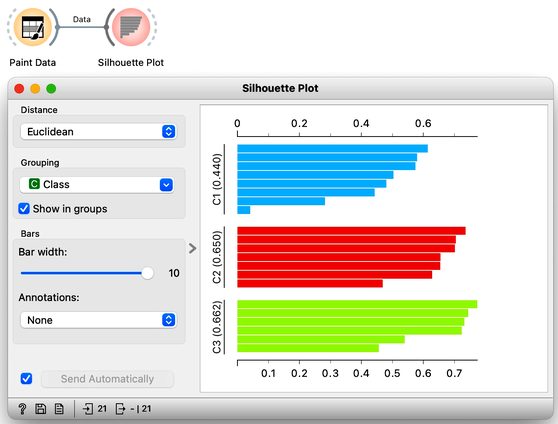 Data
Paint Data
Silhouette Plot
Silhouette Plot
Distance
Euclidean
Grouping
C Class
Show in groups
Bars
Bar width:
10
Annotations:
None
Send Automatically
0 0.2 0.4 0.6
C1 (0.440)
C2 (0.650)
C3 (0.662)
0.1 0.2 0.3 0.4 0.5 0.6 0.7
? 21 - | 21